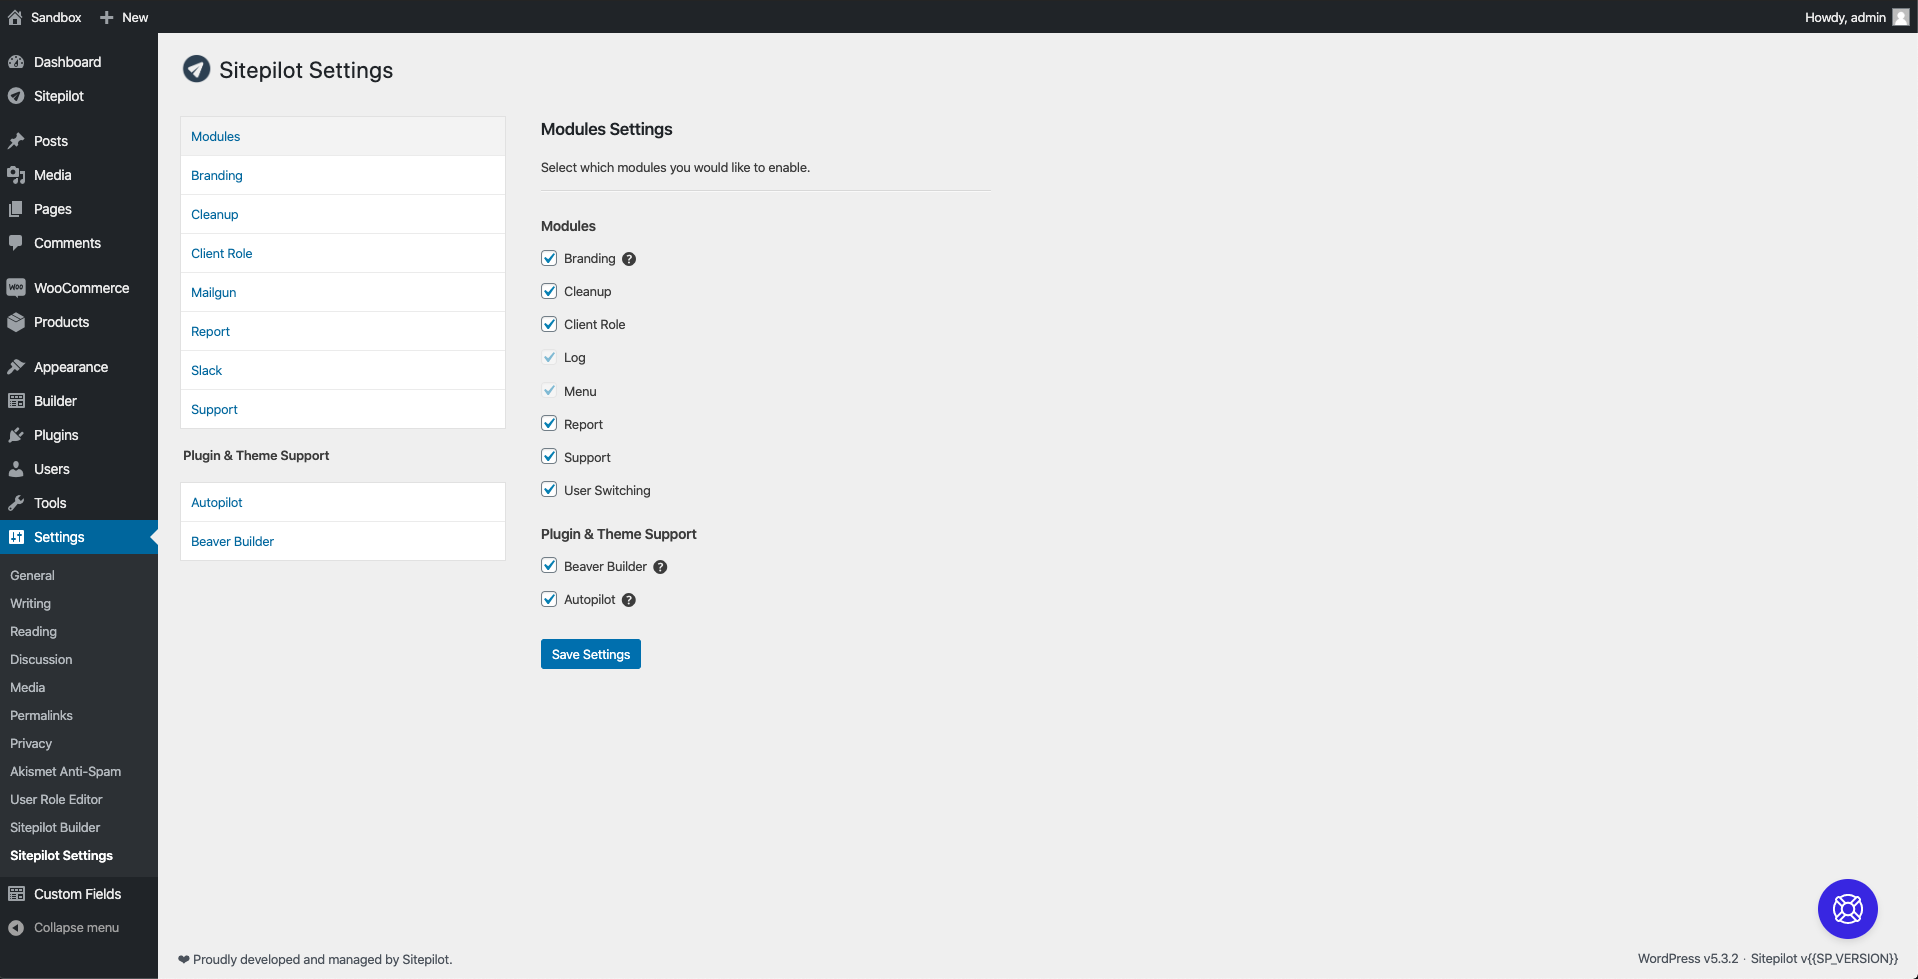 Sandbox
New
Howdy, admin
Dashboard
Sitepilot
Posts
Media
Pages
Comments
WOO WooCommerce
Products
Appearance
Builder
Plugins
Users
Tools
Settings
General
Writing
Reading
Discussion
Media
Permalinks
Privacy
Akismet Anti-Spam
User Role Editor
Sitepilot Builder
Sitepilot Settings
Custom Fields
Collapse menu
Sitepilot Settings
Modules
Branding
Cleanup
Client Role
Mailgun
Report
Slack
Support
Plugin & Theme Support
Autopilot
Beaver Builder
Modules Settings
Select which modules you would like to enable.
Modules
Branding ?
Cleanup
Client Role
Log
Menu
Report
Support
User Switching
Plugin & Theme Support
Beaver Builder ?
Autopilot ?
Save Settings
❤ Proudly developed and managed by Sitepilot.
WordPress v5.3.2 · Sitepilot v{{SP_VERSION}}